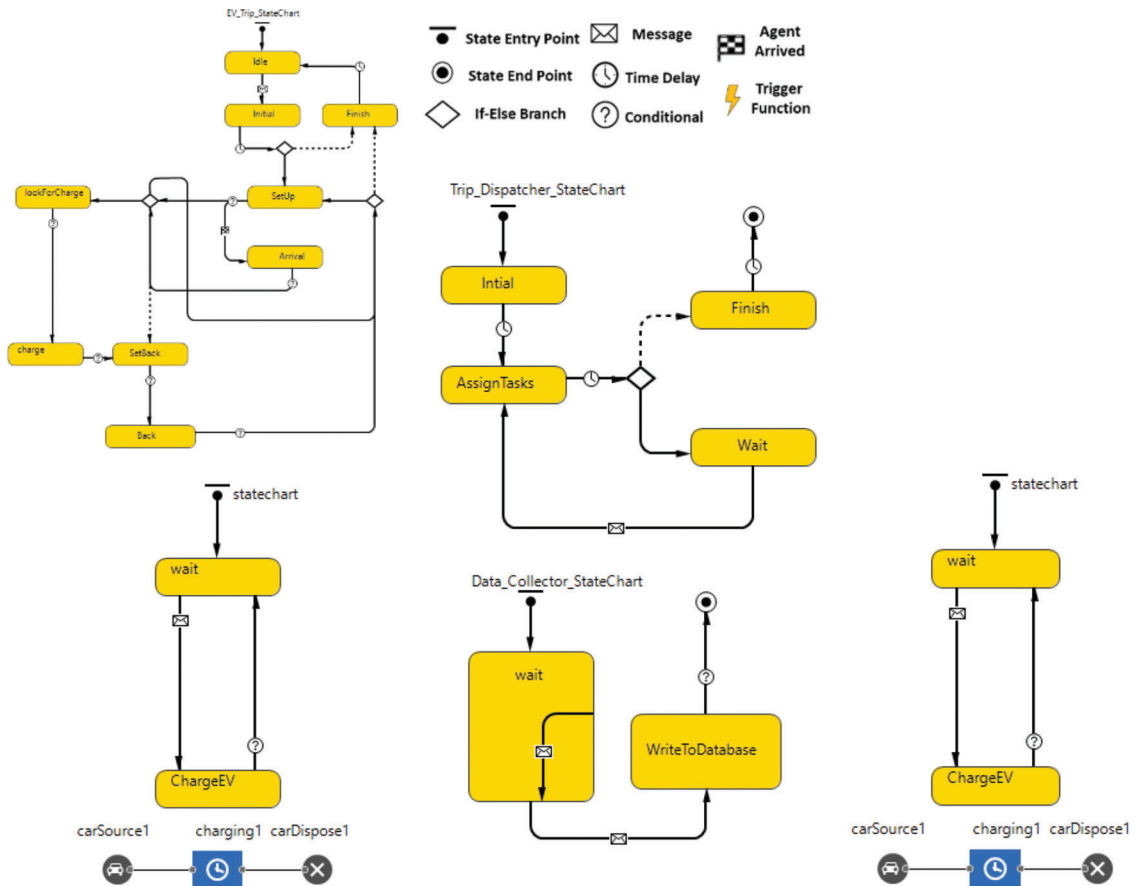 EV_Trip_StateChart
Idle
Initial
Finish
lookForCharge
SetUp
Arrival
charge
SetBack
Back
State Entry Point
Message
Agent
Arrived
State End Point
Time Delay
If-Else Branch
Conditional
Trigger
Function
Trip_Dispatcher_StateChart
Intial
Finish
AssignTasks
Wait
statechart
wait
ChargeEV
carSource1
charging1
carDispose1
Data_Collector_StateChart
wait
WriteToDatabase
statechart
wait
ChargeEV
carSource1
charging1
carDispose1